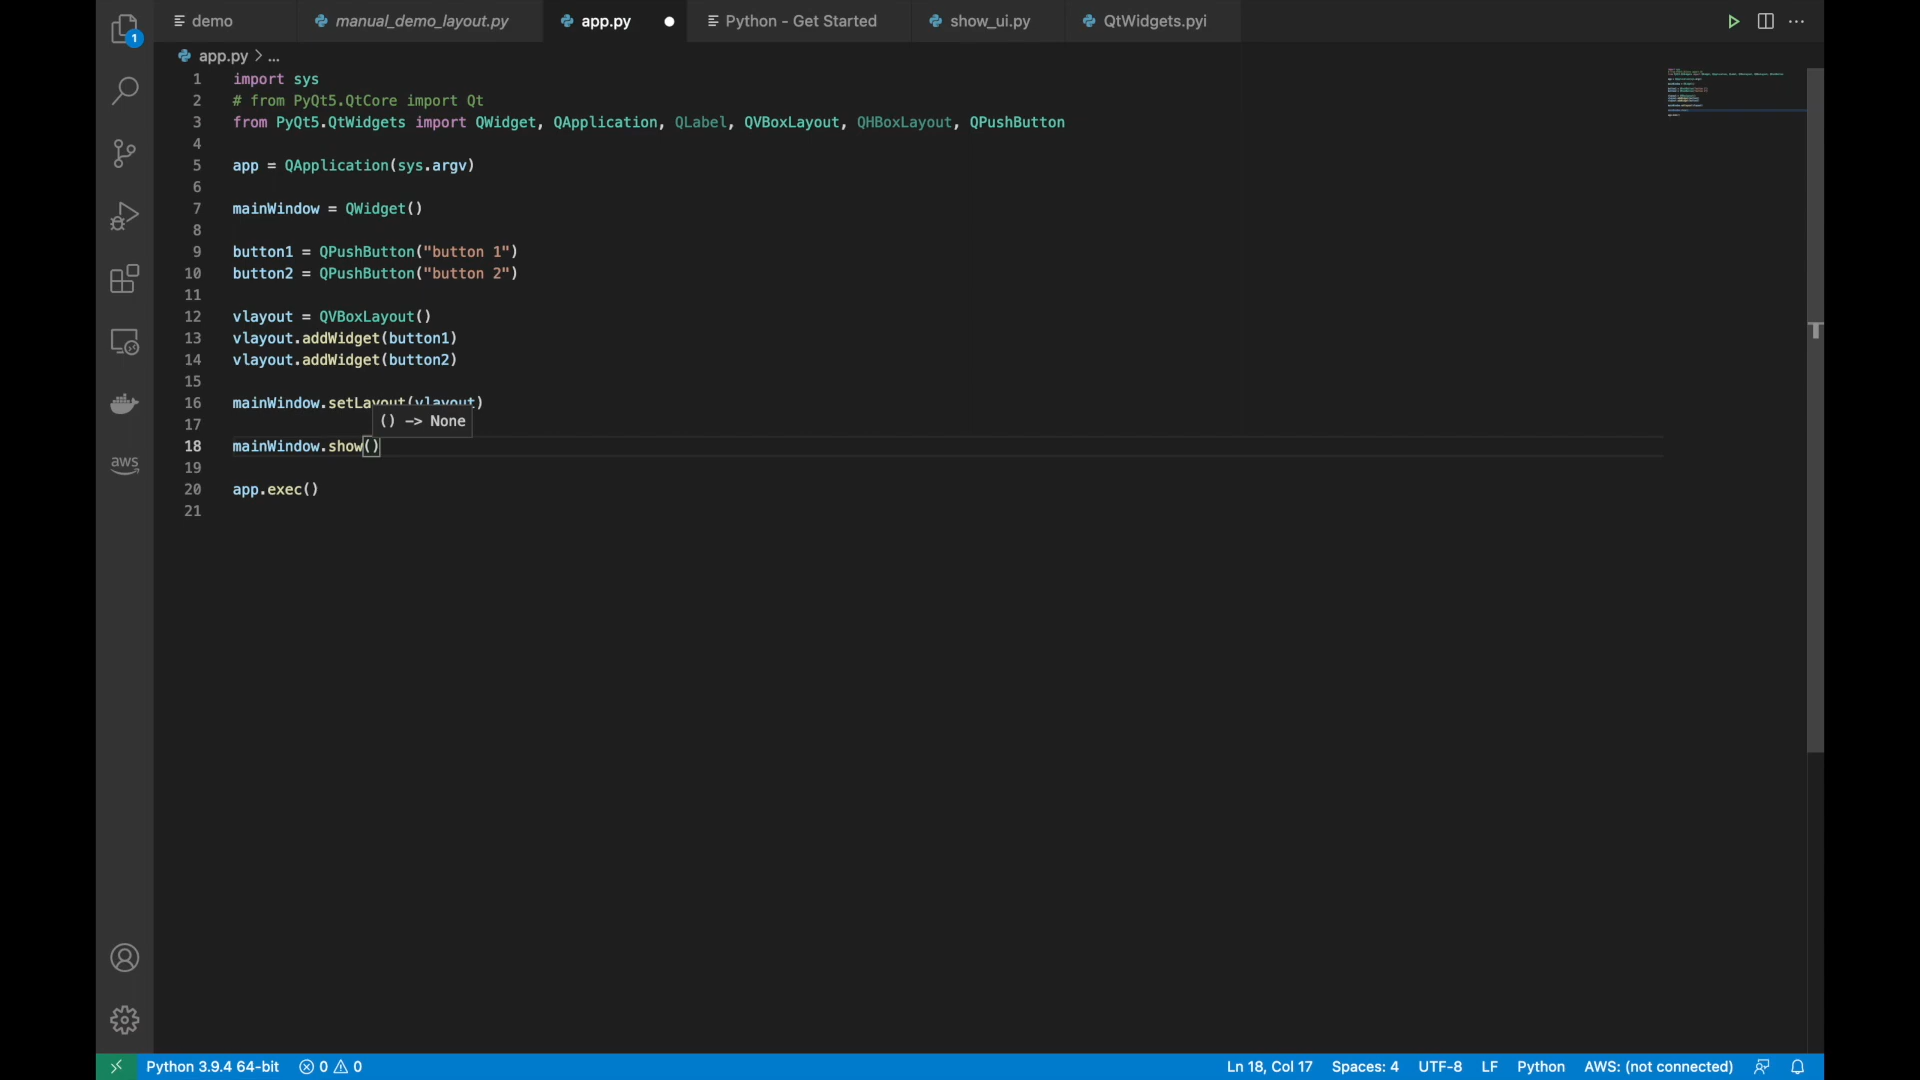 demo
manual_demo_layout.py
app.py
Python - Get Started
show_ui.py
QtWidgets.pyi
1
app.py > ...
1 import sys
2 # from PyQt5.QtCore import Qt
3 from PyQt5.QtWidgets import QWidget, QApplication, QLabel, QVBoxLayout, QHBoxLayout, QPushButton
4
5 app = QApplication(sys.argv)
6
7 mainWindow = QWidget()
8
9 button1 = QPushButton("button 1")
10 button2 = QPushButton("button 2")
11
12 vlayout = QVBoxLayout()
13 vlayout.addWidget(button1)
14 vlayout.addWidget(button2)
15
16 mainWindow.setLayout(vlayout)
17
() -> None
18 mainWindow.show()
19
20 app.exec()
21
aws
Python 3.9.4 64-bit 0 0 Ln 18, Col 17 Spaces: 4 UTF-8 LF Python AWS: (not connected)